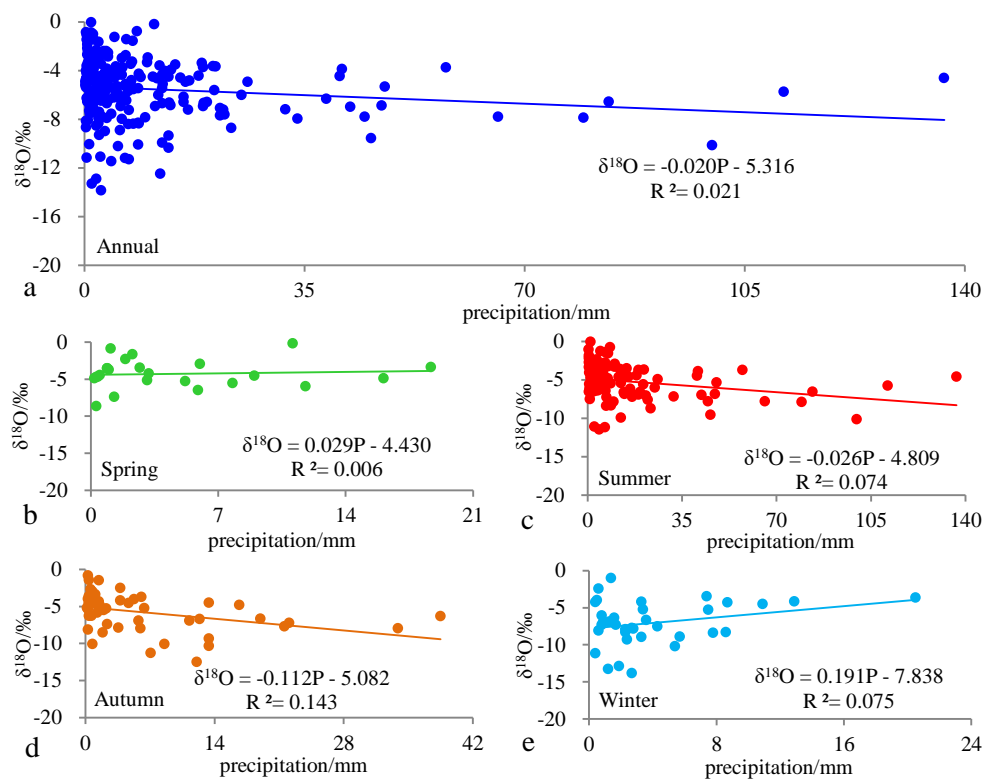 0
-4
-8
-12
-16
-20
δ¹⁸O/‰
δ¹⁸O = -0.020P - 5.316
R ²= 0.021
Annual
a
0 35 70 105 140
precipitation/mm
0
-5
-10
-15
-20
δ¹⁸O/‰
δ¹⁸O = 0.029P - 4.430
R ²= 0.006
Spring
b
0 7 14 21
precipitation/mm
0
-5
-10
-15
-20
δ¹⁸O/‰
δ¹⁸O = -0.026P - 4.809
R ²= 0.074
Summer
c
0 35 70 105 140
precipitation/mm
0
-5
-10
-15
-20
δ¹⁸O/‰
δ¹⁸O = -0.112P - 5.082
R ²= 0.143
Autumn
d
0 14 28 42
precipitation/mm
0
-5
-10
-15
-20
δ¹⁸O/‰
δ¹⁸O = 0.191P - 7.838
R ²= 0.075
Winter
e
0 8 16 24
precipitation/mm